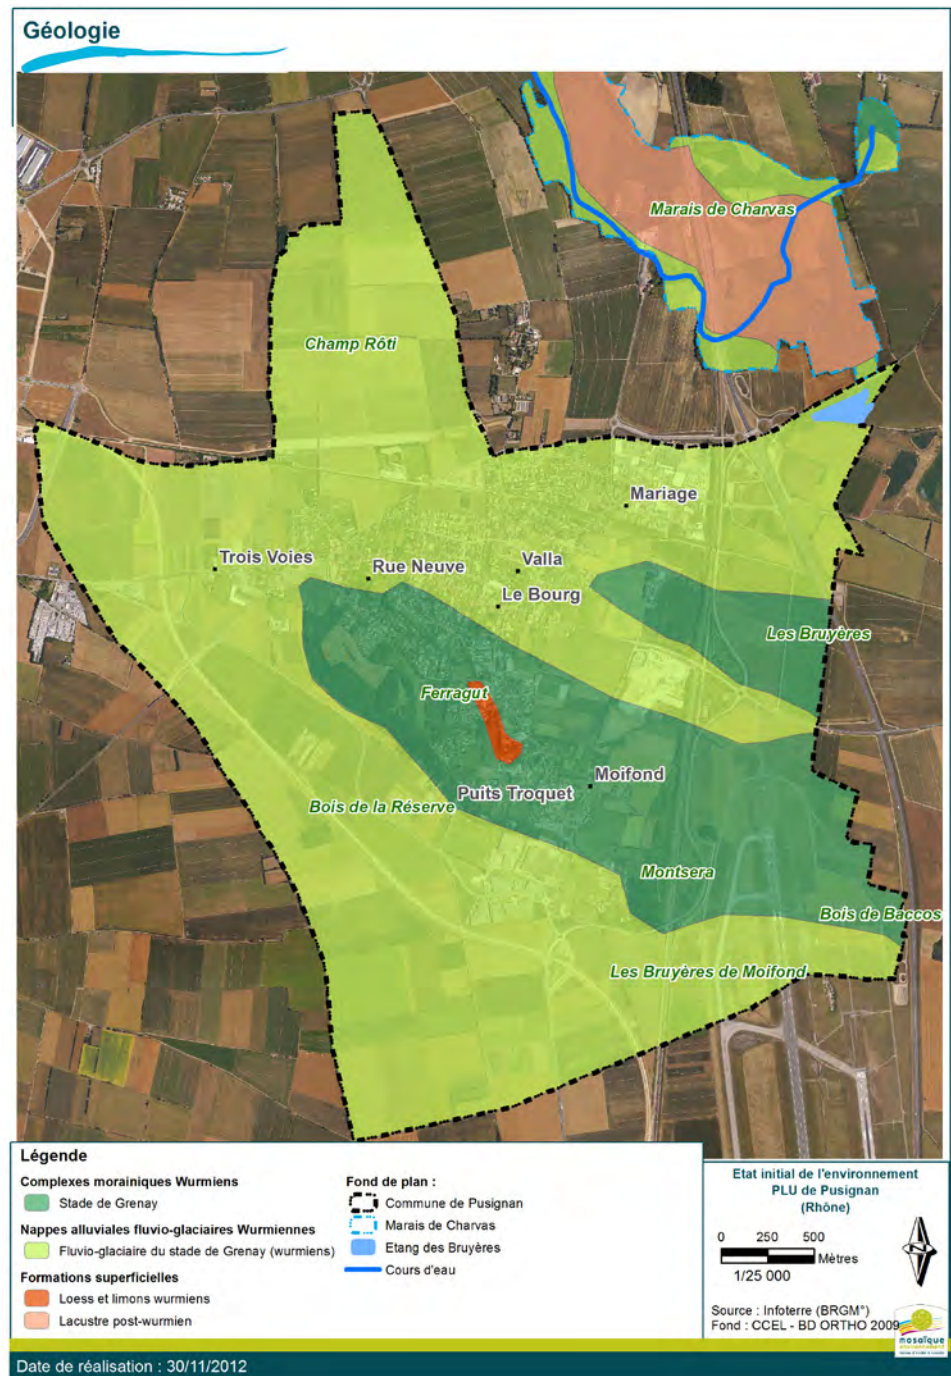 Géologie
Marais de Charvas
Champ Rôti
Mariage
Trois Voies
Rue Neuve
Valla
Le Bourg
Les Bruyères
Ferragut
Moifond
Puits Troquet
Bois de la Réserve
Montsera
Bois de Baccos
Les Bruyères de Moifond
Légende
Complexes morainiques Wurmiens
Stade de Grenay
Nappes alluviales fluvio-glaciaires Wurmiennes
Fluvio-glaciaire du stade de Grenay (wurmiens)
Formations superficielles
Loess et limons wurmiens
Lacustre post-wurmien
Fond de plan :
Commune de Pusignan
Marais de Charvas
Etang des Bruyères
Cours d'eau
Etat initial de l'environnement
PLU de Pusignan
(Rhône)
0 250 500
Mètres
1/25 000
Source : Infoterre (BRGM°)
Fond : CCEL - BD ORTHO 2009
mosaïque
environnement
Date de réalisation : 30/11/2012